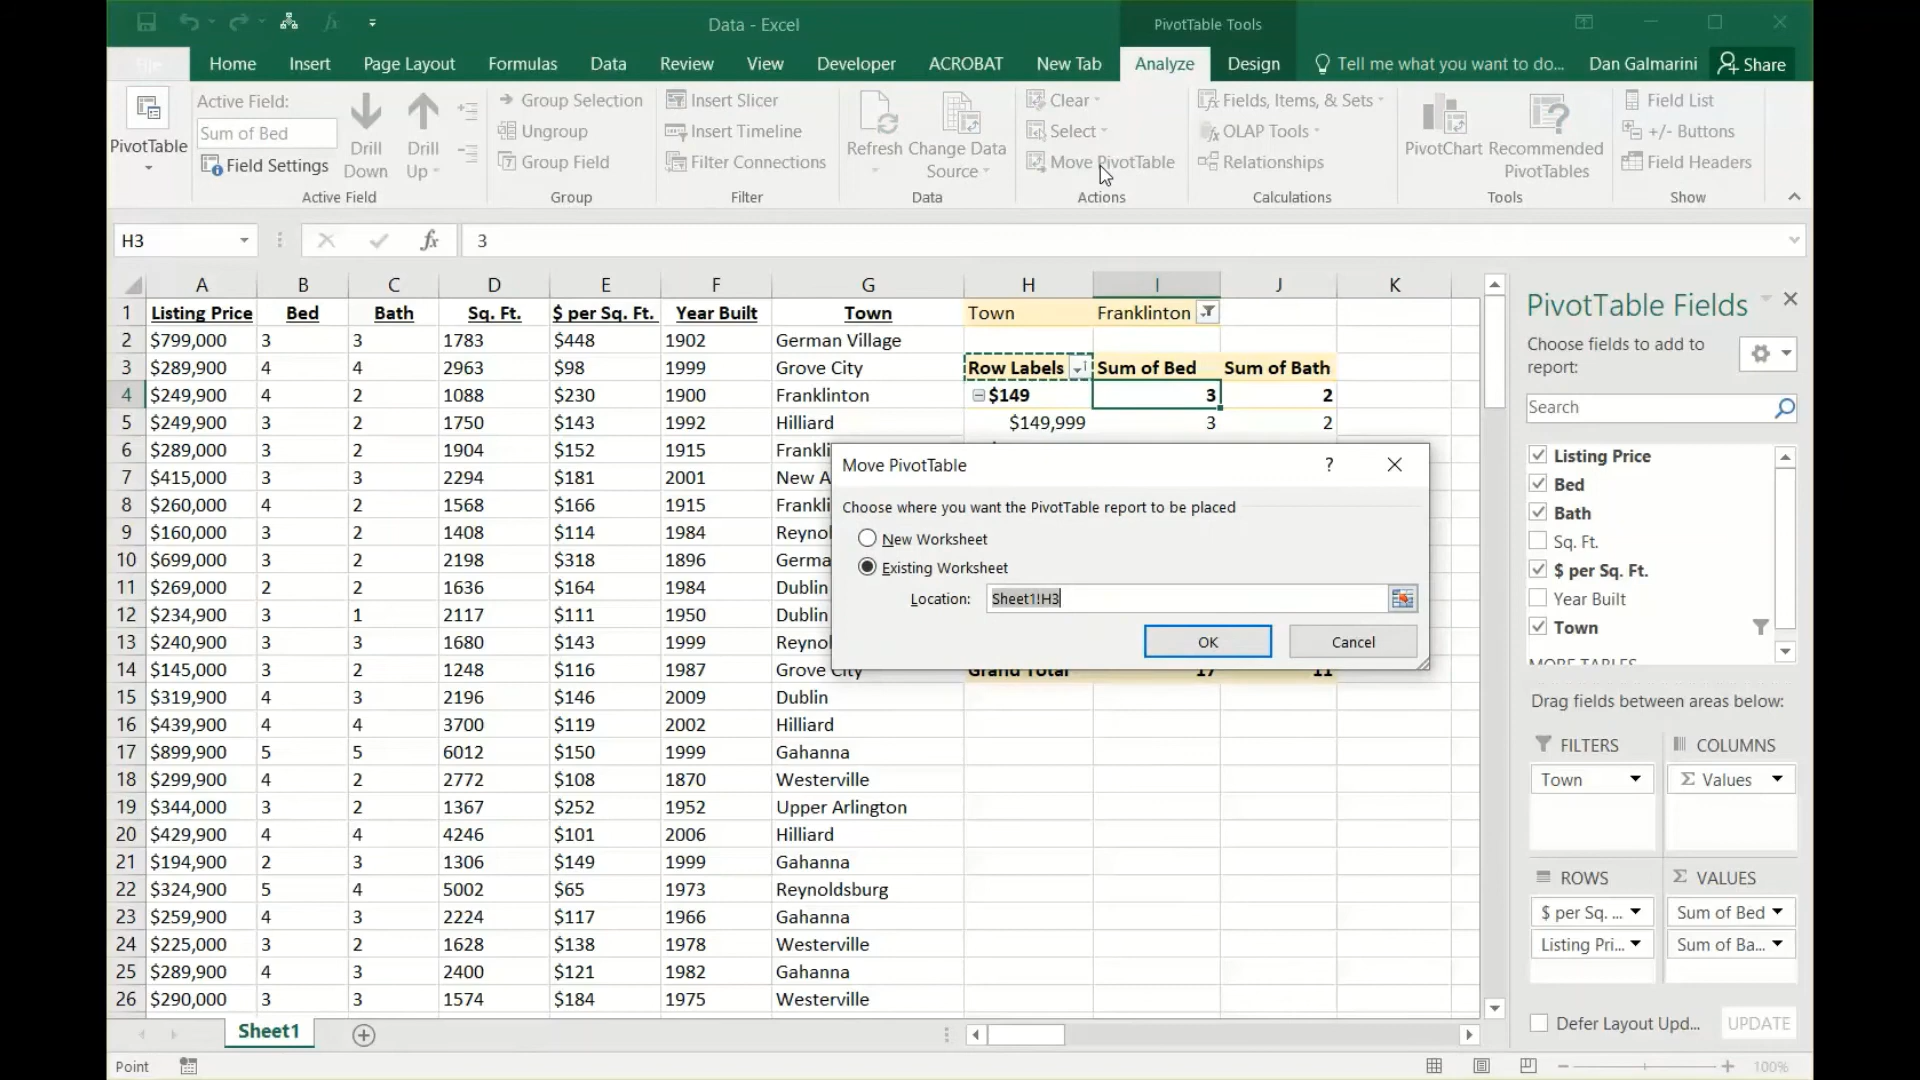 Data - Excel
PivotTable Tools
File Home Insert Page Layout Formulas Data Review View Developer ACROBAT New Tab Analyze Design Tell me what you want to do... Dan Galmarini Share
PivotTable
Active Field:
Sum of Bed
Field Settings
Drill Down
Drill Up
Active Field
Group Selection
Ungroup
Group Field
Group
Insert Slicer
Insert Timeline
Filter Connections
Filter
Refresh
Change Data Source
Data
Clear
Select
Move PivotTable
Actions
Fields, Items, & Sets
OLAP Tools
Relationships
Calculations
PivotChart
Recommended PivotTables
Tools
Field List
+/- Buttons
Field Headers
Show
H3 fx 3
A B C D E F G H I J K
1 Listing Price Bed Bath Sq. Ft. $ per Sq. Ft. Year Built Town Town Franklinton
2 $799,000 3 3 1783 $448 1902 German Village
3 $289,900 4 4 2963 $98 1999 Grove City Row Labels Sum of Bed Sum of Bath
4 $249,900 4 2 1088 $230 1900 Franklinton $149 3 2
5 $249,900 3 2 1750 $143 1992 Hilliard $149,999 3 2
6 $289,000 3 2 1904 $152 1915 Frankli
7 $415,000 3 3 2294 $181 2001 New A
8 $260,000 4 2 1568 $166 1915 Frankli
9 $160,000 3 2 1408 $114 1984 Reynol
10 $699,000 3 2 2198 $318 1896 Germa
11 $269,000 2 2 1636 $164 1984 Dublin
12 $234,900 3 1 2117 $111 1950 Dublin
13 $240,900 3 3 1680 $143 1999 Reynol
14 $145,000 3 2 1248 $116 1987 Grove City Grand Total 17 11
15 $319,900 4 3 2196 $146 2009 Dublin
16 $439,900 4 4 3700 $119 2002 Hilliard
17 $899,900 5 5 6012 $150 1999 Gahanna
18 $299,900 4 2 2772 $108 1870 Westerville
19 $344,000 3 2 1367 $252 1952 Upper Arlington
20 $429,900 4 4 4246 $101 2006 Hilliard
21 $194,900 2 3 1306 $149 1999 Gahanna
22 $324,900 5 4 5002 $65 1973 Reynoldsburg
23 $259,900 4 3 2224 $117 1966 Gahanna
24 $225,000 3 2 1628 $138 1978 Westerville
25 $289,900 4 3 2400 $121 1982 Gahanna
26 $290,000 3 3 1574 $184 1975 Westerville
Move PivotTable ?
Choose where you want the PivotTable report to be placed
New Worksheet
Existing Worksheet
Location: Sheet1!H3
OK Cancel
PivotTable Fields
Choose fields to add to
report:
Search
Listing Price
Bed
Bath
Sq. Ft.
$ per Sq. Ft.
Year Built
Town
MORE TABLES
Drag fields between areas below:
FILTERS
Town
COLUMNS
Σ Values
ROWS
$ per Sq. ...
Listing Pri...
Σ VALUES
Sum of Bed
Sum of Ba...
Defer Layout Upd... UPDATE
Sheet1
Point
100%